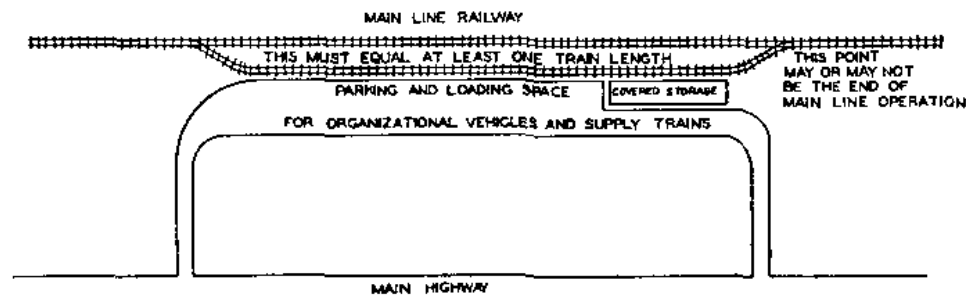 MAIN LINE RAILWAY
THIS MUST EQUAL AT LEAST ONE TRAIN LENGTH
THIS POINT
MAY OR MAY NOT
BE THE END OF
MAIN LINE OPERATION
PARKING AND LOADING SPACE
COVERED STORAGE
FOR ORGANIZATIONAL VEHICLES AND SUPPLY TRAINS
MAIN HIGHWAY